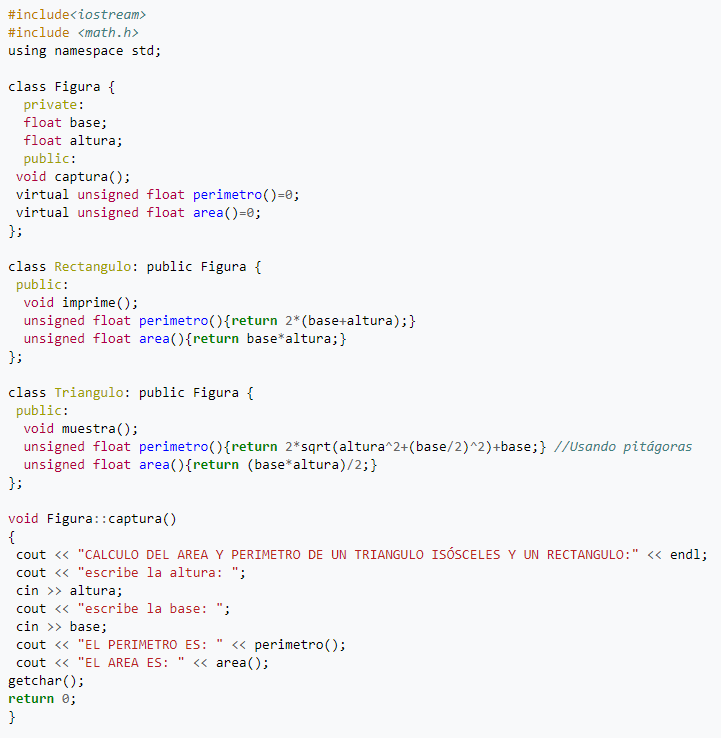 #include<iostream>
#include <math.h>
using namespace std;
class Figura {
private:
float base;
float altura;
public:
void captura();
virtual unsigned float perimetro()=0;
virtual unsigned float area()=0;
};
class Rectangulo: public Figura {
public:
void imprime();
unsigned float perimetro(){return 2*(base+altura);}
unsigned float area(){return base*altura;}
};
class Triangulo: public Figura {
public:
void muestra();
unsigned float perimetro(){return 2*sqrt(altura^2+(base/2)^2)+base;} //Usando pitágoras
unsigned float area(){return (base*altura)/2;}
};
void Figura::captura()
{
cout << "CALCULO DEL AREA Y PERIMETRO DE UN TRIANGULO ISÓSCELES Y UN RECTANGULO:" << endl;
cout << "escribe la altura: ";
cin >> altura;
cout << "escribe la base: ";
cin >> base;
cout << "EL PERIMETRO ES: " << perimetro();
cout << "EL AREA ES: " << area();
getchar();
return 0;
}